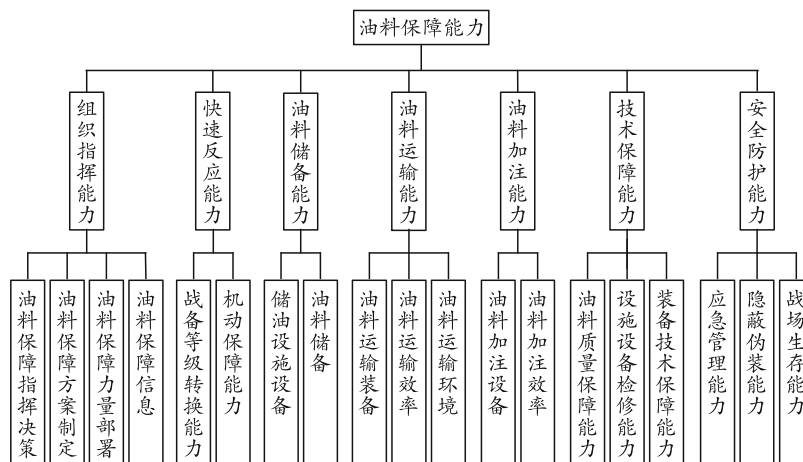 油料保障能力
组织指挥能力
快速反应能力
油料储备能力
油料运输能力
油料加注能力
技术保障能力
安全防护能力
油料保障指挥决策
油料保障方案制定
油料保障力量部署
油料保障信息
战备等级转换能力
机动保障能力
储油设施设备
油料储备
油料运输装备
油料运输效率
油料运输环境
油料加注设备
油料加注效率
油料质量保障能力
设施设备检修能力
装备技术保障能力
应急管理能力
隐蔽伪装能力
战场生存能力